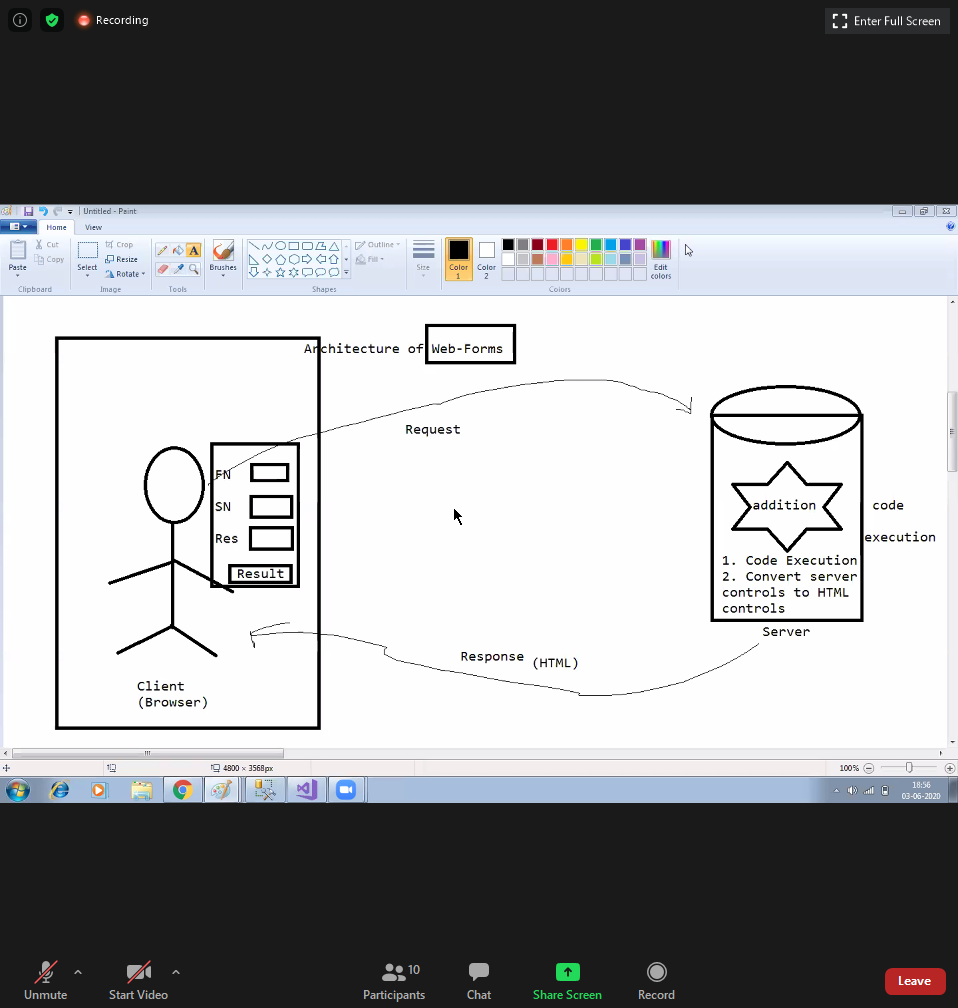 Recording
Enter Full Screen
Untitled - Paint
Home
View
Paste
Cut
Copy
Clipboard
Select
Crop
Resize
Rotate
Image
Tools
Brushes
Shapes
Outline
Fill
Size
Color
1
Color
2
Edit
colors
Colors
Architecture of Web-Forms
Request
FN
SN
Res
Result
addition
code
execution
1. Code Execution
2. Convert server
controls to HTML
controls
Server
Response (HTML)
Client
(Browser)
4800 × 3568px
100%
18:56
03-06-2020
Unmute
Start Video
10
Participants
Chat
Share Screen
Record
Leave